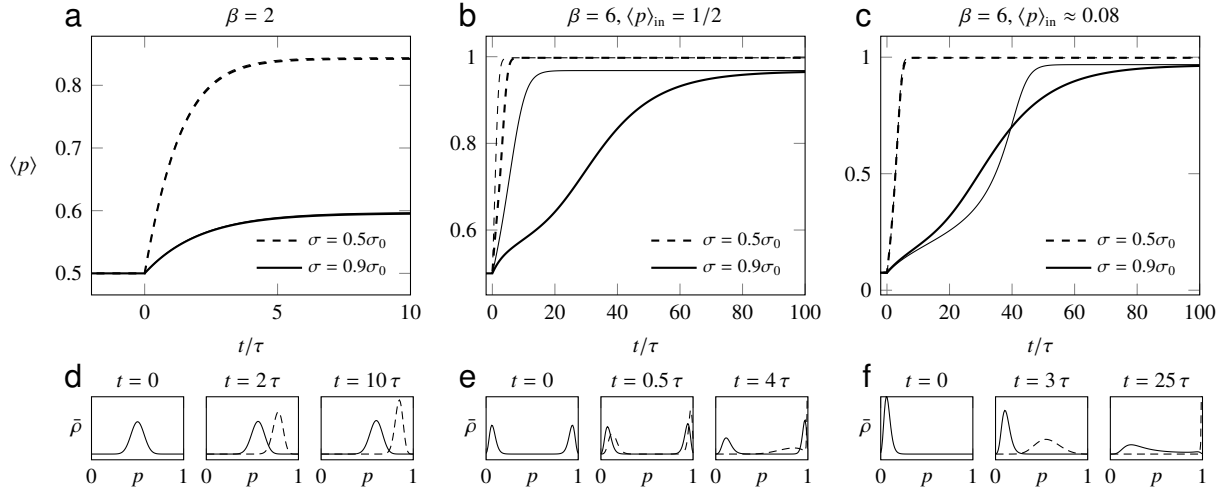 a
β = 2
b
β = 6, ⟨p⟩in = 1/2
c
β = 6, ⟨p⟩in ≈ 0.08
⟨p⟩
0.8
0.7
0.6
0.5
σ = 0.5σ0
σ = 0.9σ0
0
5
10
t/τ
1
0.8
0.6
σ = 0.5σ0
σ = 0.9σ0
0
20
40
60
80
100
t/τ
1
0.5
0
σ = 0.5σ0
σ = 0.9σ0
0
20
40
60
80
100
t/τ
d
t = 0
t = 2 τ
t = 10 τ
ρ̄
0 p 1
0 p 1
0 p 1
e
t = 0
t = 0.5 τ
t = 4 τ
ρ̄
0 p 1
0 p 1
0 p 1
f
t = 0
t = 3 τ
t = 25 τ
ρ̄
0 p 1
0 p 1
0 p 1